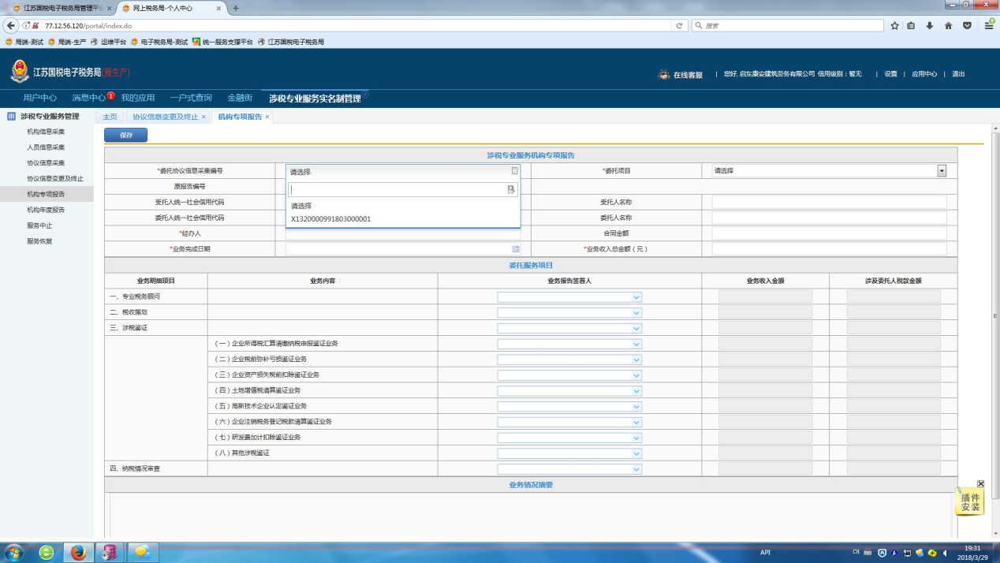 江苏国税电子税务局管理平台 × 网上税务局-个人中心 × +
77.12.56.120/portal/index.do 搜索
局端-测试 局端-生产 运维平台 电子税务局-测试 统一服务支撑平台 江苏国税电子税务局
江苏国税电子税务局(预生产) 在线客服 | 您好, 启东康安建筑劳务有限公司 信用级别：暂无 | 设置 | 应用中心 | 退出
用户中心 消息中心 1 我的应用 一户式查询 金融街 涉税专业服务实名制管理
涉税专业服务管理 主页 协议信息变更及终止 × 机构专项报告 ×
机构信息采集
人员信息采集
协议信息采集
协议信息变更及终止
机构专项报告
机构年度报告
服务中止
服务恢复
保存
涉税专业服务机构专项报告
*委托协议信息采集编号 请选择 *委托项目 请选择
原报告编号
请选择
X1320000991803000001
受托人统一社会信用代码 受托人名称
委托人统一社会信用代码 委托人名称
*经办人 合同金额
*业务完成日期 *业务收入总金额（元）
委托服务项目
业务明细项目 业务内容 业务报告签署人 业务收入金额 涉及委托人税款金额
一、专业税务顾问
二、税收策划
三、涉税鉴证
（一）企业所得税汇算清缴纳税申报鉴证业务
（二）企业税前弥补亏损鉴证业务
（三）企业资产损失税前扣除鉴证业务
（四）土地增值税清算鉴证业务
（五）高新技术企业认定鉴证业务
（六）企业注销税务登记税款清算鉴证业务
（七）研发费加计扣除鉴证业务
（八）其他涉税鉴证
四、纳税情况审查
业务情况摘要
插件
安装
API CH 19:31
2018/3/29